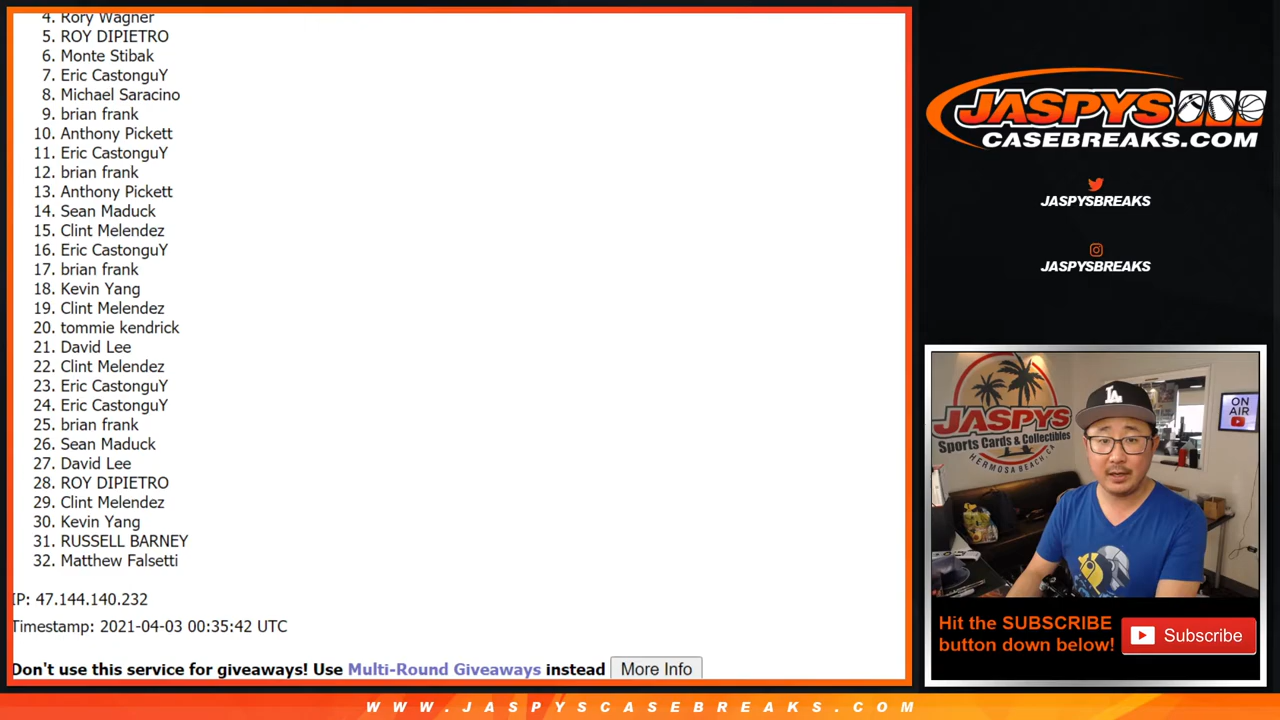 4. Rory Wagner
5. ROY DIPIETRO
6. Monte Stibak
7. Eric CastonguY
8. Michael Saracino
9. brian frank
10. Anthony Pickett
11. Eric CastonguY
12. brian frank
13. Anthony Pickett
14. Sean Maduck
15. Clint Melendez
16. Eric CastonguY
17. brian frank
18. Kevin Yang
19. Clint Melendez
20. tommie kendrick
21. David Lee
22. Clint Melendez
23. Eric CastonguY
24. Eric CastonguY
25. brian frank
26. Sean Maduck
27. David Lee
28. ROY DIPIETRO
29. Clint Melendez
30. Kevin Yang
31. RUSSELL BARNEY
32. Matthew Falsetti
IP: 47.144.140.232
Timestamp: 2021-04-03 00:35:42 UTC
Don't use this service for giveaways! Use Multi-Round Giveaways instead More Info
JASPYS
CASEBREAKS.COM
JASPYSBREAKS
JASPYSBREAKS
JASPYS
Sports Cards & Collectibles
HERMOSA BEACH, CA
LA
ON
AIR
Hit the SUBSCRIBE
button down below!
Subscribe
WWW.JASPYSCASEBREAKS.COM